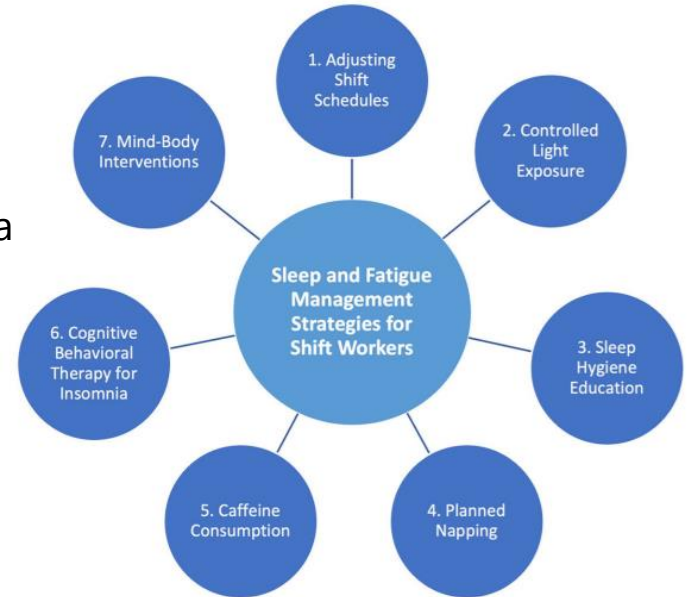 1. Adjusting
Shift
Schedules
2. Controlled
Light
Exposure
3. Sleep
Hygiene
Education
4. Planned
Napping
5. Caffeine
Consumption
6. Cognitive
Behavioral
Therapy for
Insomnia
7. Mind-Body
Interventions
Sleep and Fatigue
Management
Strategies for
Shift Workers
a